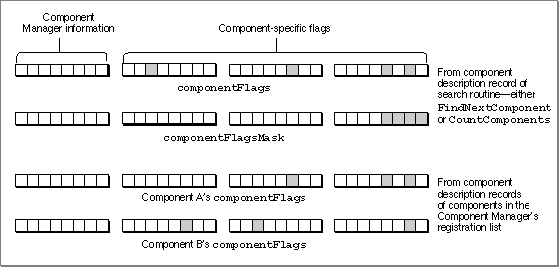 Component
Manager information
Component-specific flags
componentFlags
From component
description record of
search routine—either
FindNextComponent
or CountComponents
componentFlagsMask
Component A's componentFlags
From component
description records
of components in the
Component Manager's
registration list
Component B's componentFlags